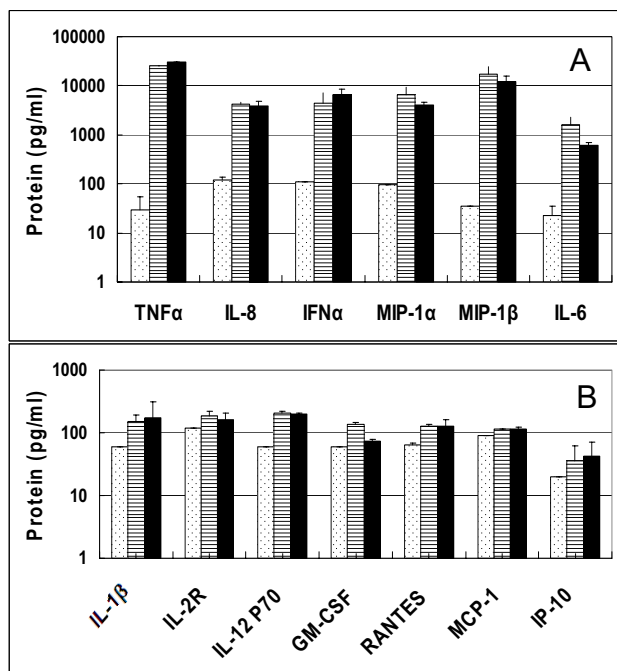 A
Protein (pg/ml)
100000
10000
1000
100
10
1
TNFα IL-8 IFNα MIP-1α MIP-1β IL-6
B
Protein (pg/ml)
1000
100
10
1
IL-1β IL-2R IL-12 P70 GM-CSF RANTES MCP-1 IP-10